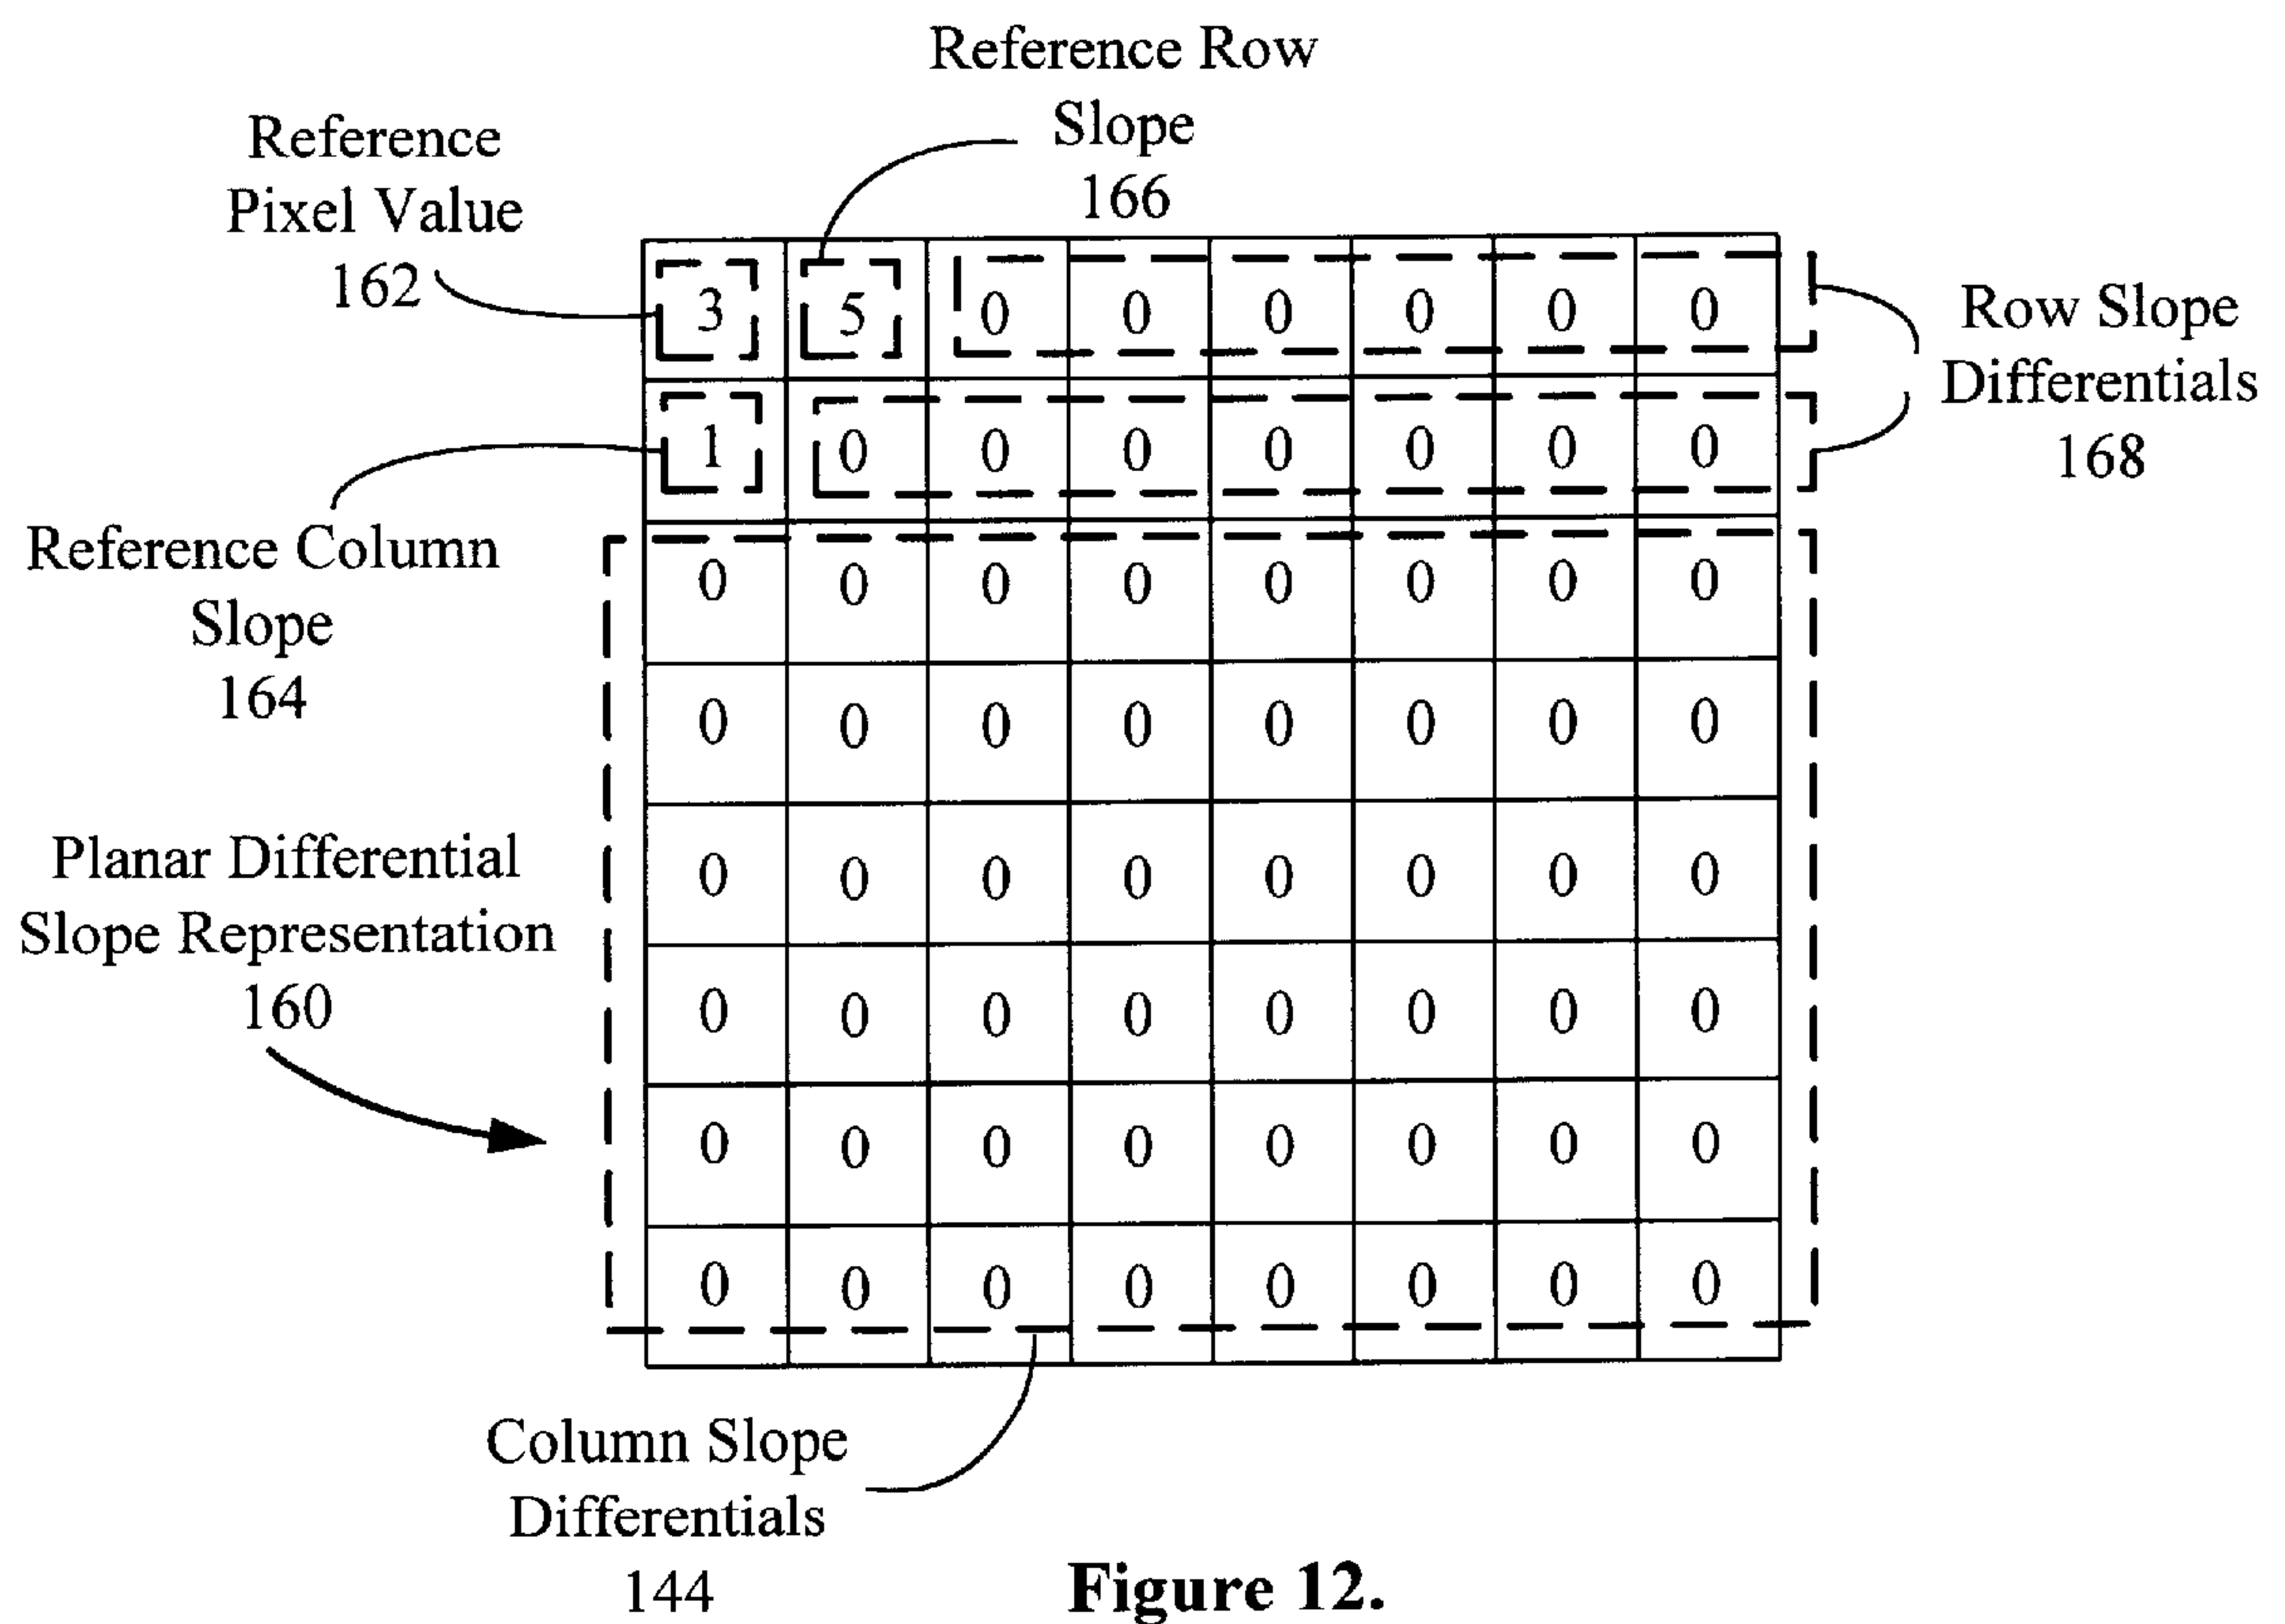 Reference Row
Slope
166
Reference
Pixel Value
162
3 5 0 0 0 0 0 0
Row Slope
Differentials
168
1 0 0 0 0 0 0 0
Reference Column
Slope
164
0 0 0 0 0 0 0 0
0 0 0 0 0 0 0 0
Planar Differential
Slope Representation
160
0 0 0 0 0 0 0 0
0 0 0 0 0 0 0 0
0 0 0 0 0 0 0 0
0 0 0 0 0 0 0 0
Column Slope
Differentials
144
Figure 12.